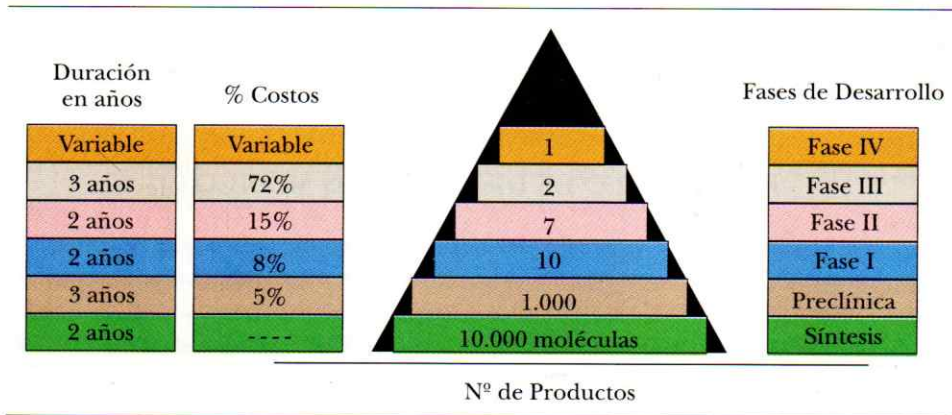 Duración
en años
% Costos
Fases de Desarrollo
Variable
Variable
1
Fase IV
3 años
72%
2
Fase III
2 años
15%
7
Fase II
2 años
8%
10
Fase I
3 años
5%
1.000
Preclínica
2 años
----
10.000 moléculas
Síntesis
Nº de Productos